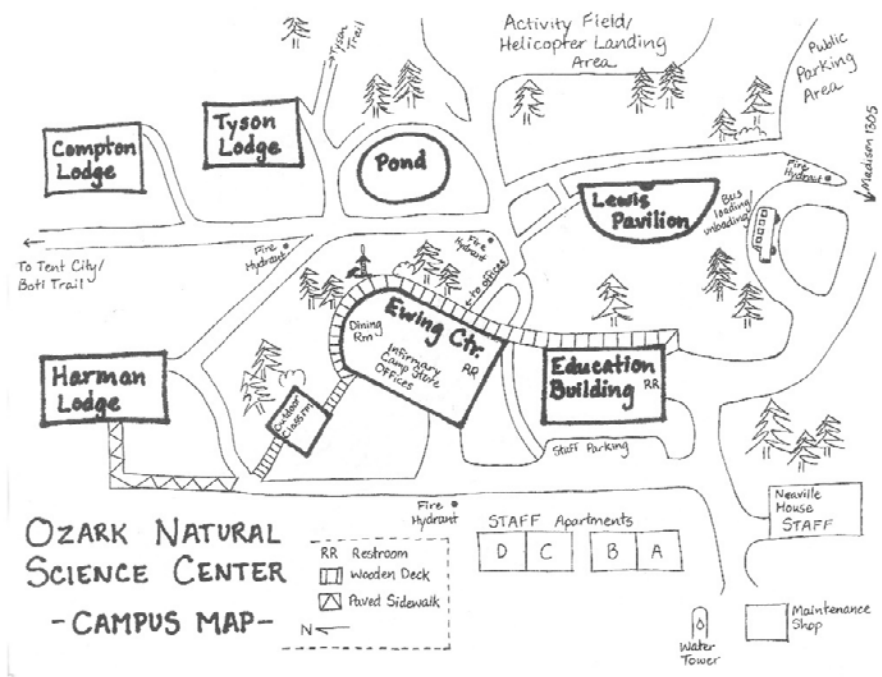 Activity Field/
Helicopter Landing
Area
Public
Parking
Area
→Tyson
Trail
Madison 1305
Compton
Lodge
Tyson
Lodge
Pond
Fire
Hydrant
Lewis
Pavilion
Bus
loading
unloading
To Tent City/
Boti Trail
Fire
Hydrant
Fire
Hydrant
← to offices
Ewing Ctr.
Dining
Rm
Infirmary
Camp Store
Offices
RR
Education
Building
RR
Harman
Lodge
Outdoor
Classrm
Staff Parking
Fire
Hydrant
STAFF Apartments
D C B A
Neaville
House
STAFF
OZARK NATURAL
SCIENCE CENTER
-CAMPUS MAP-
RR Restroom
Wooden Deck
Paved Sidewalk
N ←
Water
Tower
Maintenance
Shop